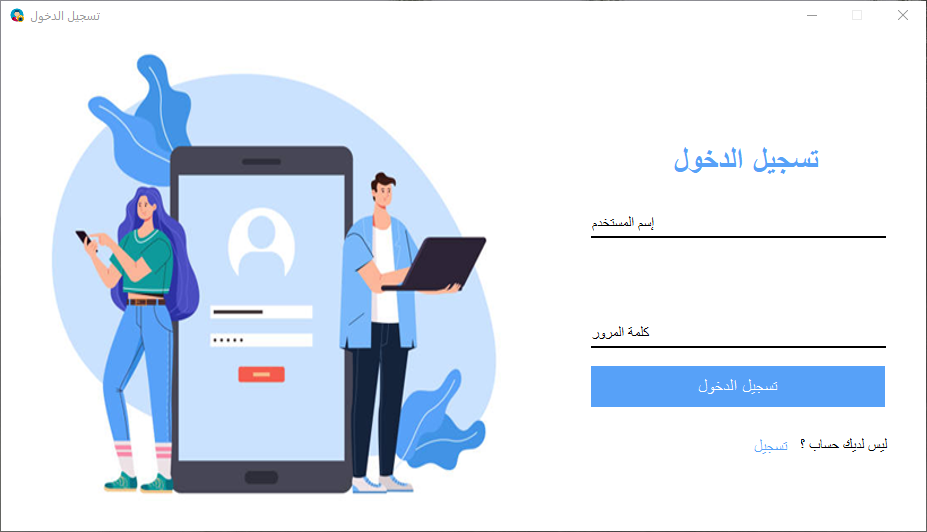 تسجيل الدخول
تسجيل الدخول
إسم المستخدم
كلمة المرور
تسجيل الدخول
ليس لديك حساب ؟ تسجيل